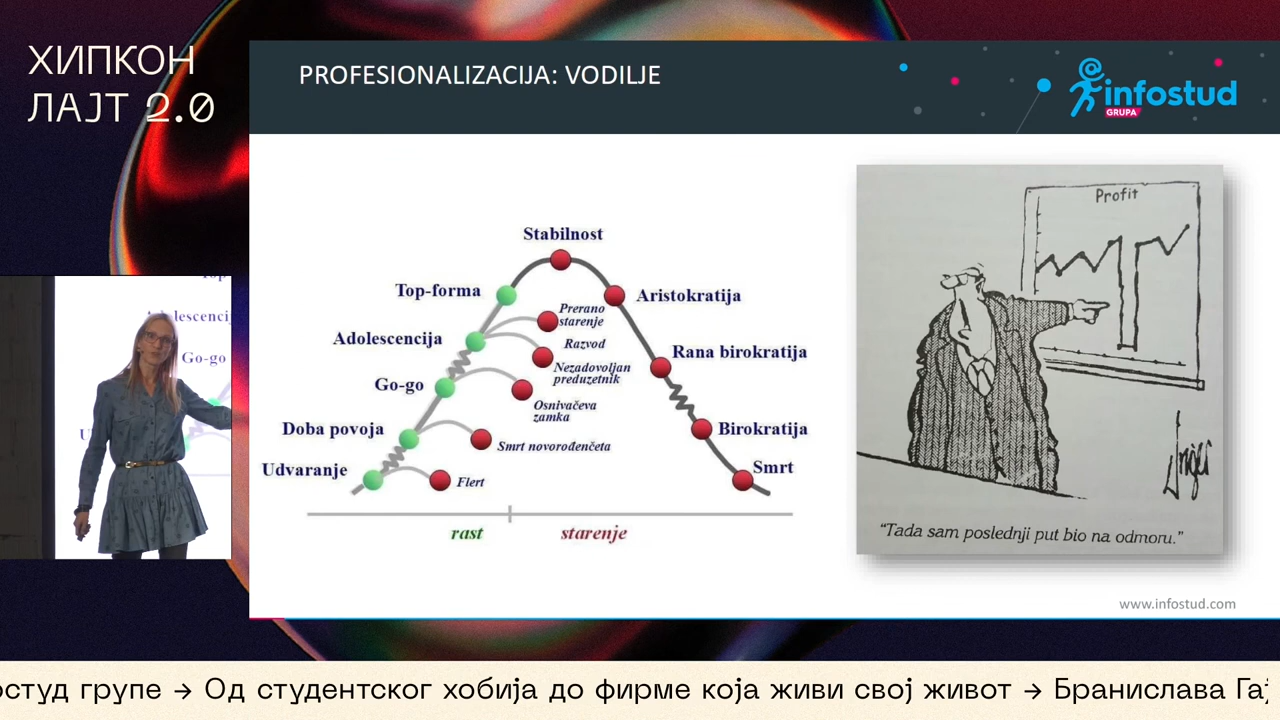 ХИПКОН
ЛАЈТ 2.0
PROFESIONALIZACIJA: VODILJE
infostud
GRUPA
Stabilnost
Top-forma
Aristokratija
Prerano
starenje
Adolescencija
Razvod
Rana birokratija
Nezadovoljan
preduzetnik
Go-go
Osnivačeva
zamka
Doba povoja
Birokratija
Smrt novorođenčeta
Udvaranje
Smrt
Flert
rast
starenje
Profit
"Tada sam poslednji put bio na odmoru."
www.infostud.com
Go-go
остуд групе → Од студентског хобија до фирме која живи свој живот → Бранислава Гај